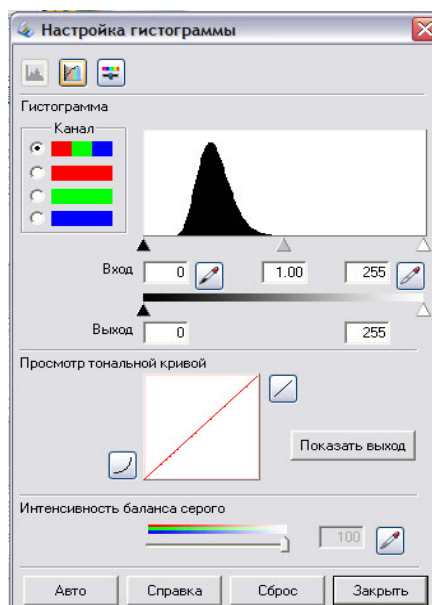 Настройка гистограммы
Гистограмма
Канал
Вход 0 1.00 255
Выход 0 255
Просмотр тональной кривой
Показать выход
Интенсивность баланса серого
100
Авто Справка Сброс Закрыть